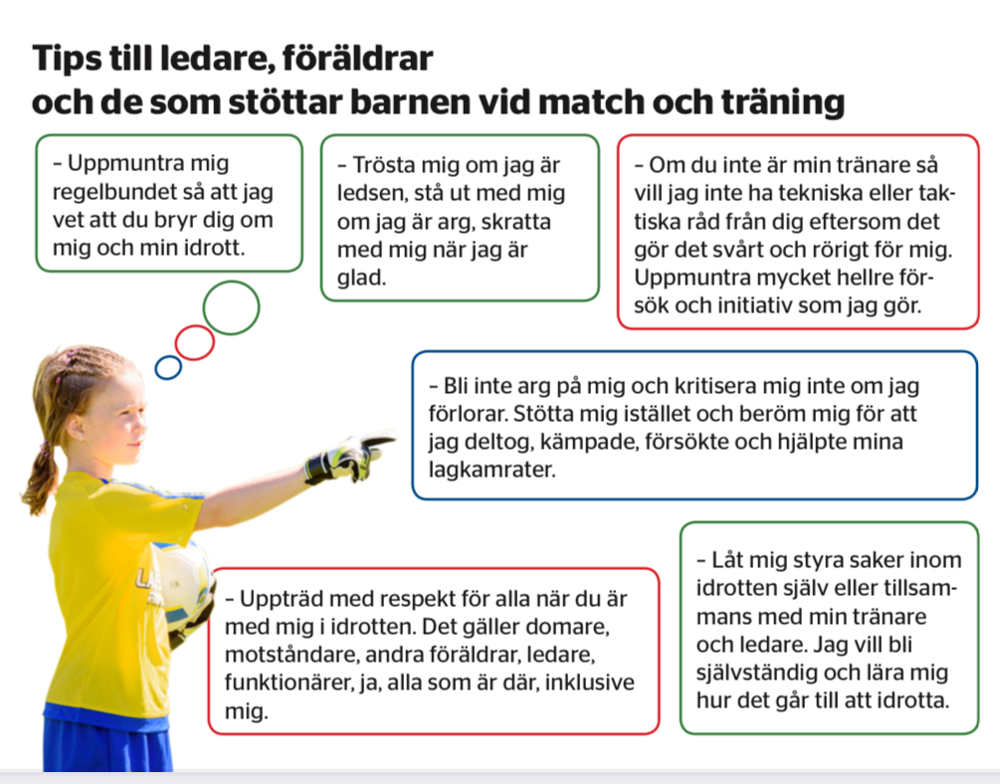 Tips till ledare, föräldrar
och de som stöttar barnen vid match och träning
– Uppmuntra mig
regelbundet så att jag
vet att du bryr dig om
mig och min idrott.
– Trösta mig om jag är
ledsen, stå ut med mig
om jag är arg, skratta
med mig när jag är
glad.
– Om du inte är min tränare så
vill jag inte ha tekniska eller tak-
tiska råd från dig eftersom det
gör det svårt och rörigt för mig.
Uppmuntra mycket hellre för-
sök och initiativ som jag gör.
– Bli inte arg på mig och kritisera mig inte om jag
förlorar. Stötta mig istället och beröm mig för att
jag deltog, kämpade, försökte och hjälpte mina
lagkamrater.
– Uppträd med respekt för alla när du är
med mig i idrotten. Det gäller domare,
motståndare, andra föräldrar, ledare,
funktionärer, ja, alla som är där, inklusive
mig.
– Låt mig styra saker inom
idrotten själv eller tillsam-
mans med min tränare
och ledare. Jag vill bli
självständig och lära mig
hur det går till att idrotta.